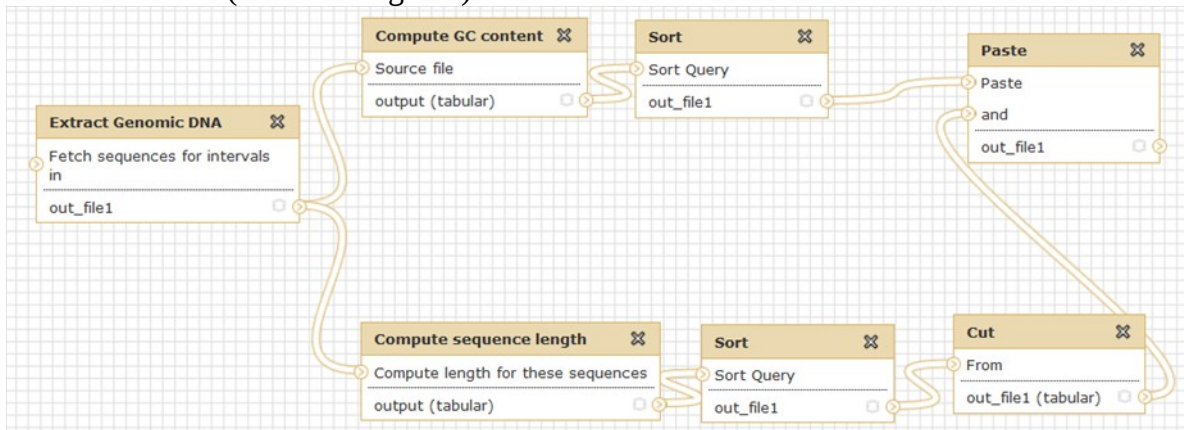 Compute GC content
Source file
output (tabular)
Sort
Sort Query
out_file1
Paste
Paste
and
out_file1
Extract Genomic DNA
Fetch sequences for intervals
in
out_file1
Compute sequence length
Compute length for these sequences
output (tabular)
Sort
Sort Query
out_file1
Cut
From
out_file1 (tabular)